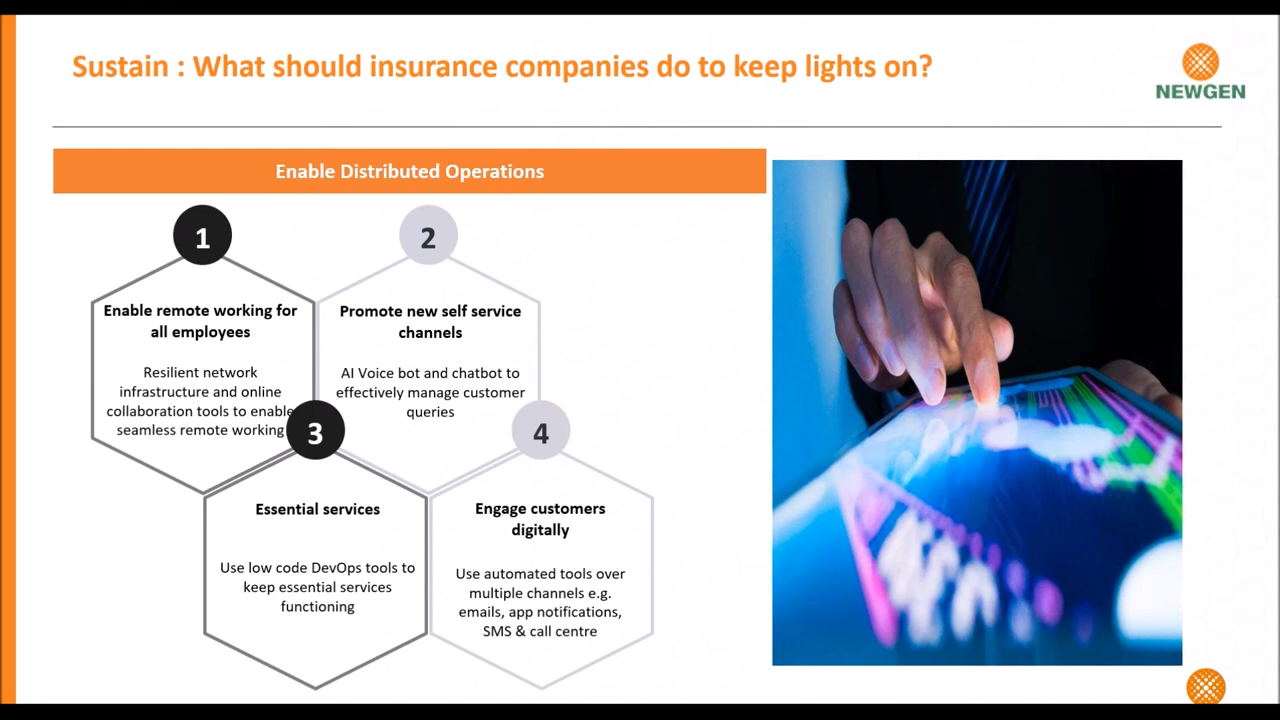 Sustain : What should insurance companies do to keep lights on?
NEWGEN
Enable Distributed Operations
1
Enable remote working for
all employees
Resilient network
infrastructure and online
collaboration tools to enable
seamless remote working
2
Promote new self service
channels
AI Voice bot and chatbot to
effectively manage customer
queries
3
Essential services
Use low code DevOps tools to
keep essential services
functioning
4
Engage customers
digitally
Use automated tools over
multiple channels e.g.
emails, app notifications,
SMS & call centre